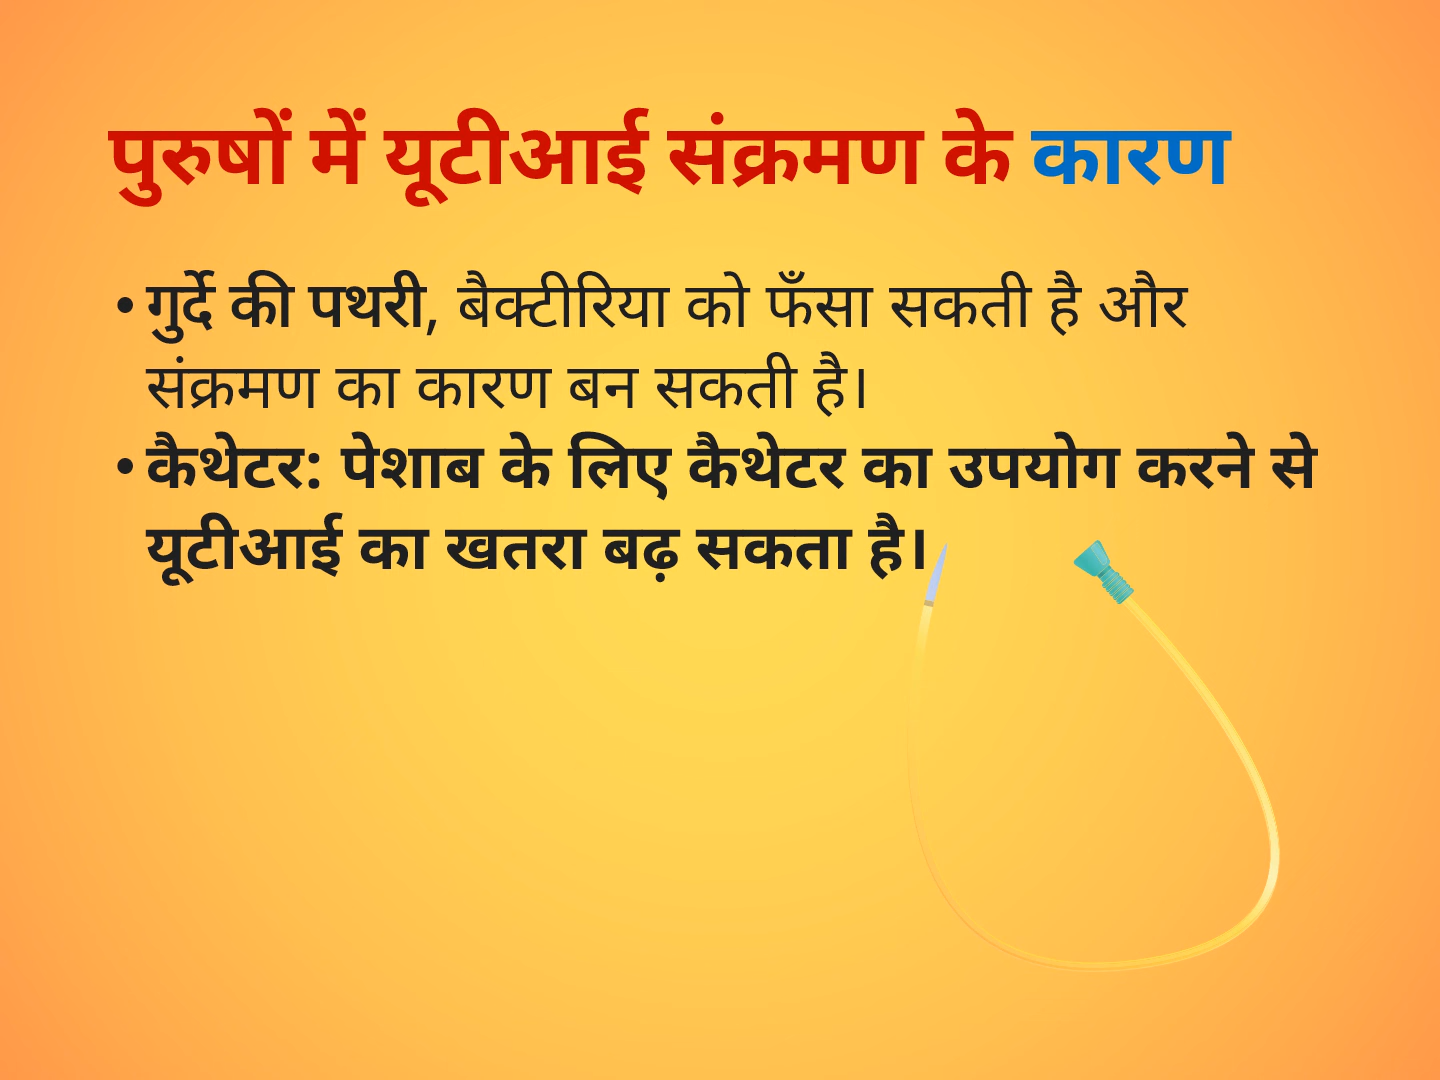 पुरुषों में यूटीआई संक्रमण के कारण
• गुर्दे की पथरी, बैक्टीरिया को फँसा सकती है और
संक्रमण का कारण बन सकती है।
• कैथेटर: पेशाब के लिए कैथेटर का उपयोग करने से
यूटीआई का खतरा बढ़ सकता है।